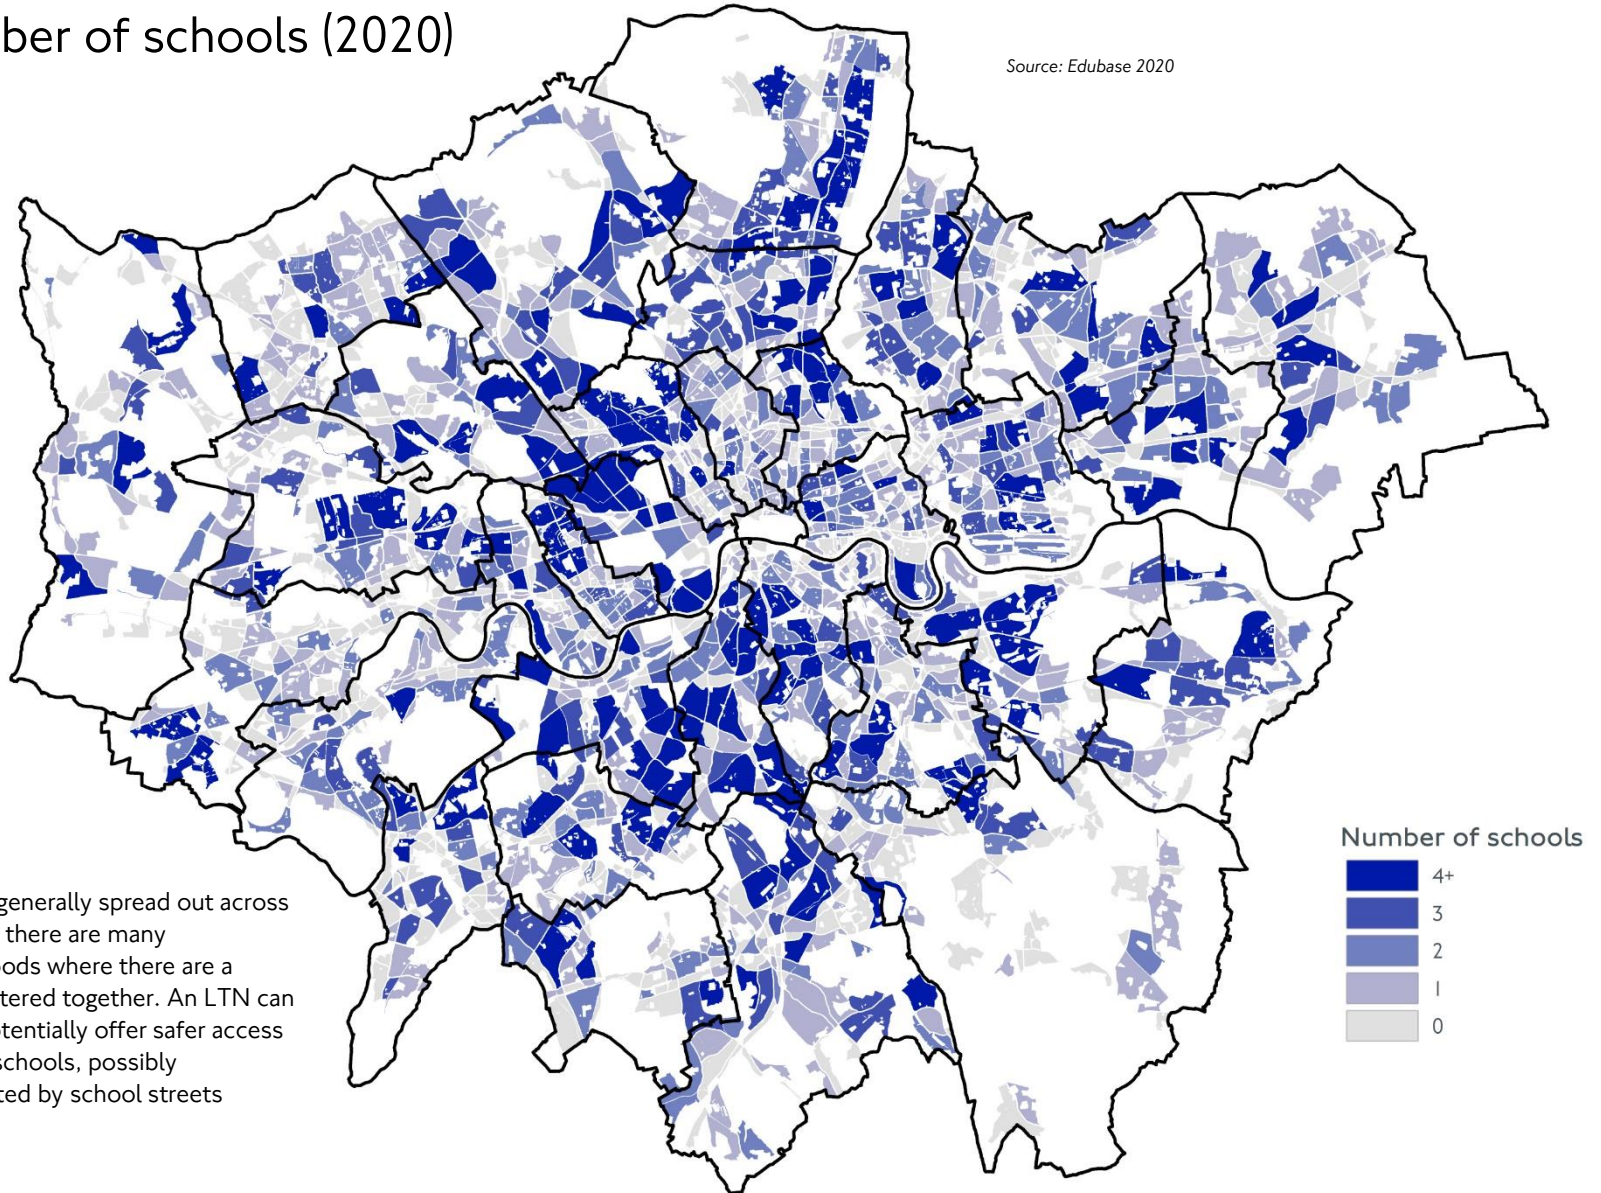 ber of schools (2020)
Source: Edubase 2020
generally spread out across
there are many
oods where there are a
tered together. An LTN can
otentially offer safer access
schools, possibly
ted by school streets
Number of schools
4+
3
2
1
0